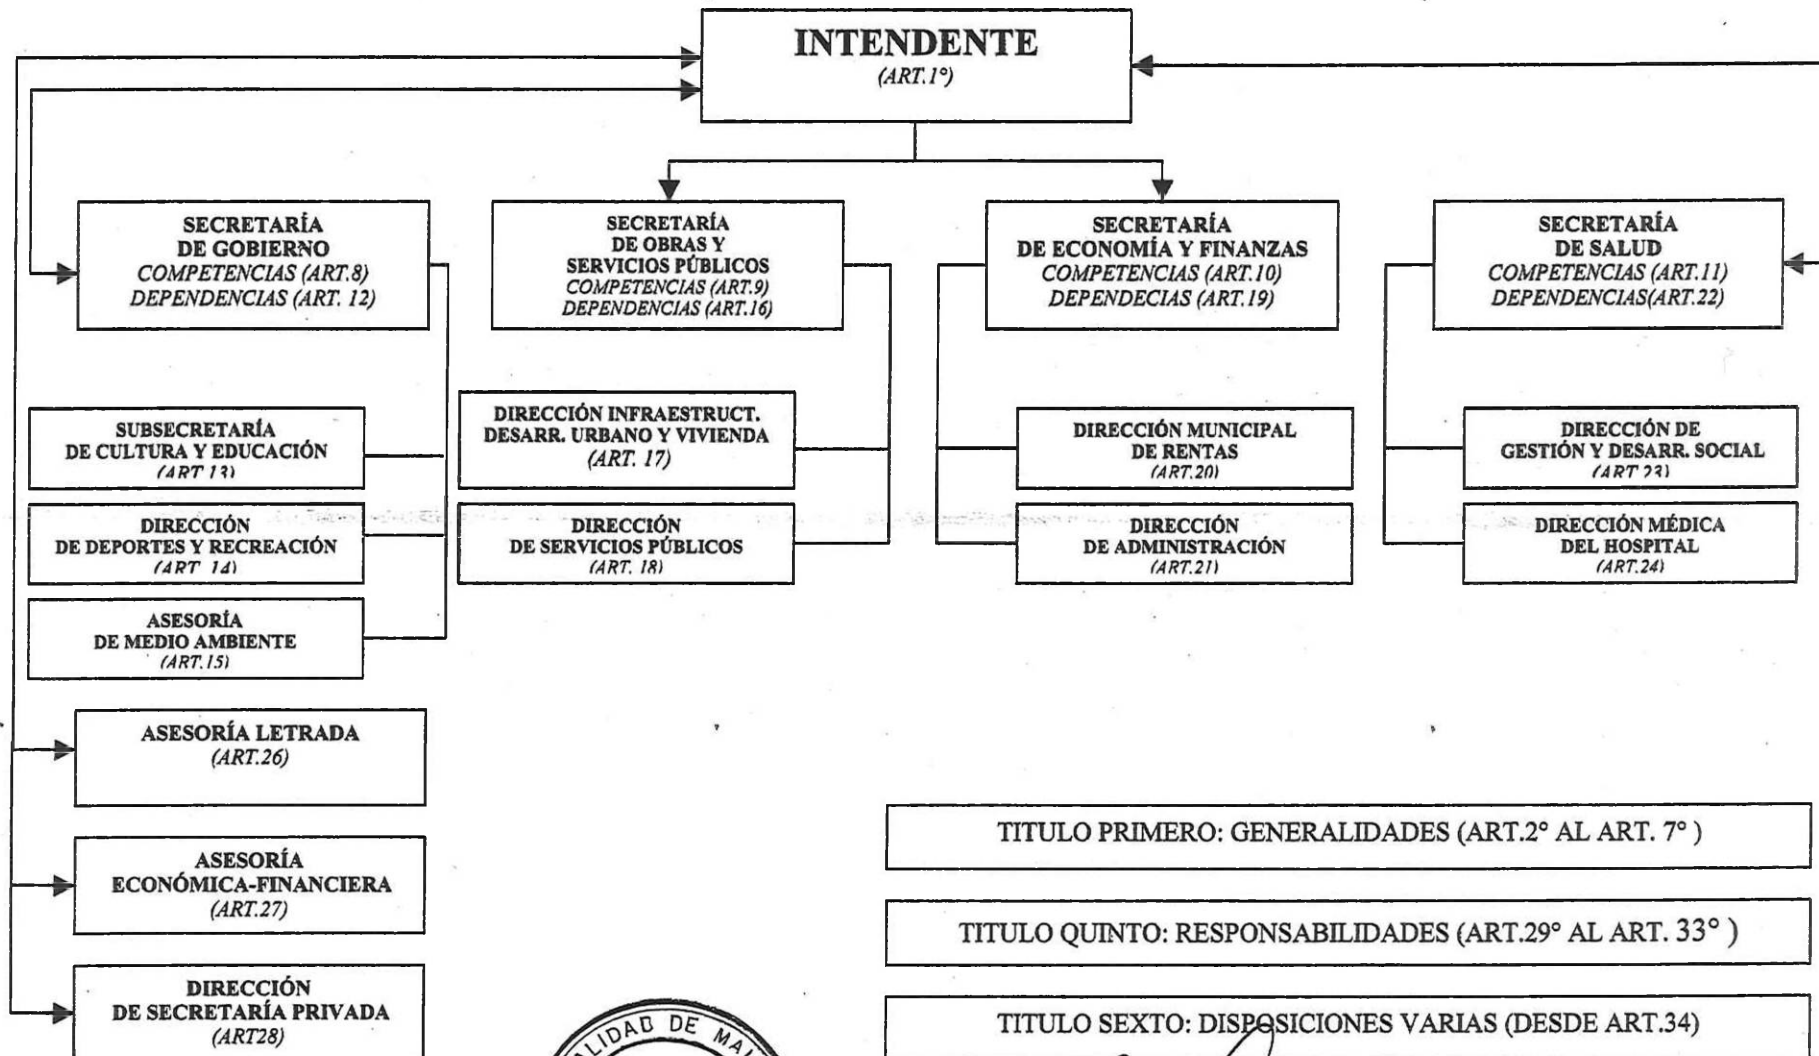 INTENDENTE
(ART.1°)
SECRETARÍA
DE GOBIERNO
COMPETENCIAS (ART.8)
DEPENDENCIAS (ART. 12)
SECRETARÍA
DE OBRAS Y
SERVICIOS PÚBLICOS
COMPETENCIAS (ART.9)
DEPENDENCIAS (ART.16)
SECRETARÍA
DE ECONOMÍA Y FINANZAS
COMPETENCIAS (ART.10)
DEPENDECIAS (ART.19)
SECRETARÍA
DE SALUD
COMPETENCIAS (ART.11)
DEPENDENCIAS(ART.22)
SUBSECRETARÍA
DE CULTURA Y EDUCACIÓN
(ART 13)
DIRECCIÓN
DE DEPORTES Y RECREACIÓN
(ART 14)
ASESORÍA
DE MEDIO AMBIENTE
(ART.15)
DIRECCIÓN INFRAESTRUCT.
DESARR. URBANO Y VIVIENDA
(ART. 17)
DIRECCIÓN
DE SERVICIOS PÚBLICOS
(ART. 18)
DIRECCIÓN MUNICIPAL
DE RENTAS
(ART.20)
DIRECCIÓN
DE ADMINISTRACIÓN
(ART.21)
DIRECCIÓN DE
GESTIÓN Y DESARR. SOCIAL
(ART 23)
DIRECCIÓN MÉDICA
DEL HOSPITAL
(ART.24)
ASESORÍA LETRADA
(ART.26)
ASESORÍA
ECONÓMICA-FINANCIERA
(ART.27)
DIRECCIÓN
DE SECRETARÍA PRIVADA
(ART28)
TITULO PRIMERO: GENERALIDADES (ART.2° AL ART. 7° )
TITULO QUINTO: RESPONSABILIDADES (ART.29° AL ART. 33° )
TITULO SEXTO: DISPOSICIONES VARIAS (DESDE ART.34)
DE